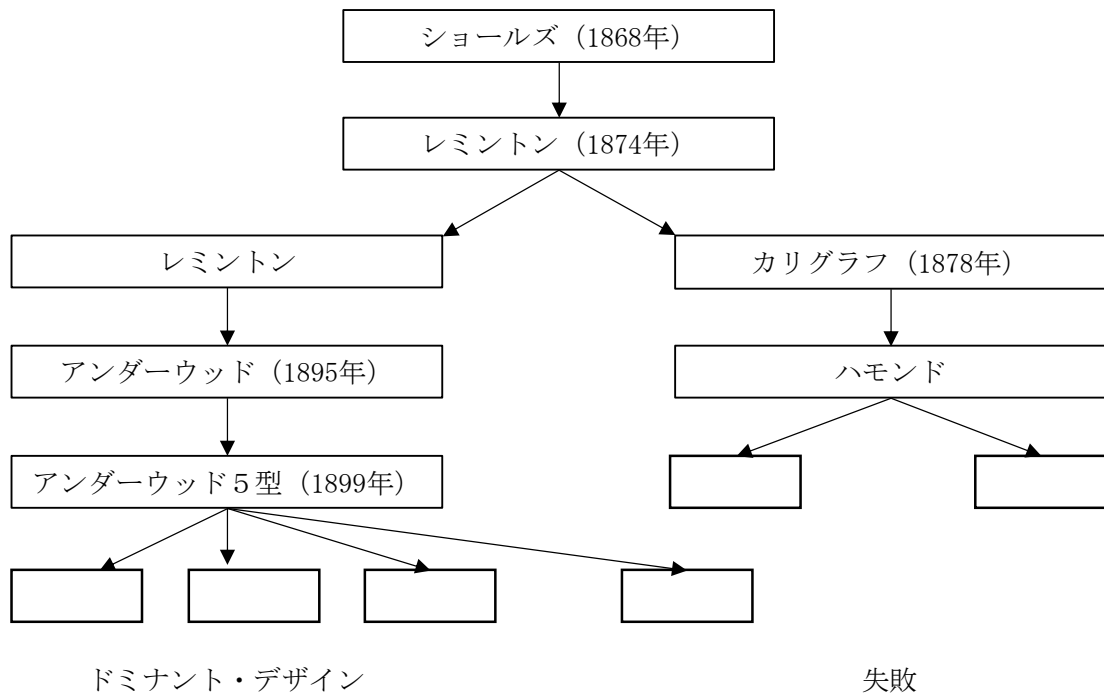 ショールズ（1868年）
レミントン（1874年）
レミントン
カリグラフ（1878年）
アンダーウッド（1895年）
ハモンド
アンダーウッド５型（1899年）
ドミナント・デザイン
失敗